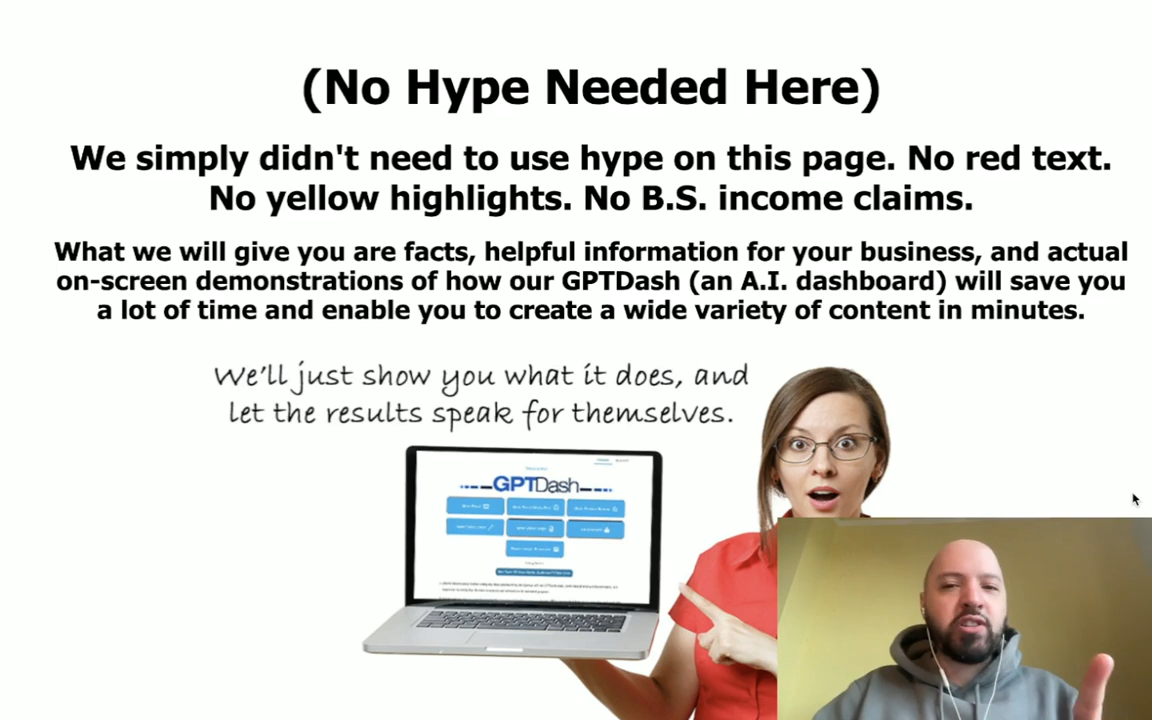 (No Hype Needed Here)
We simply didn't need to use hype on this page. No red text.
No yellow highlights. No B.S. income claims.
What we will give you are facts, helpful information for your business, and actual
on-screen demonstrations of how our GPTDash (an A.I. dashboard) will save you
a lot of time and enable you to create a wide variety of content in minutes.
We'll just show you what it does, and
let the results speak for themselves.
GPTDash